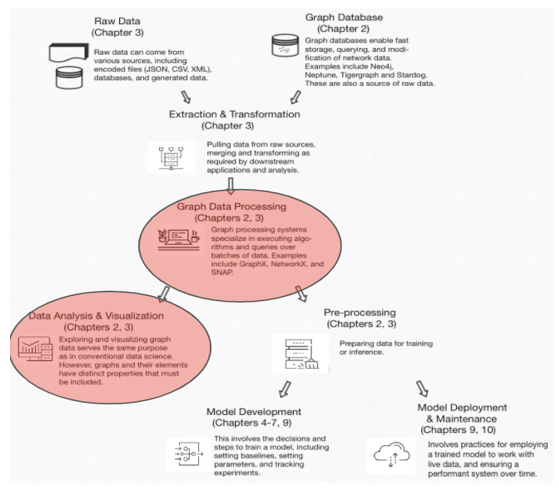 Raw Data
(Chapter 3)
Raw data can come from
various sources, including
encoded files (JSON, CSV, XML),
databases, and generated data.
Graph Database
(Chapter 2)
Graph databases enable fast
storage, querying, and modi-
fication of network data.
Examples include Neo4j,
Neptune, Tigergraph and Stardog.
These are also a source of raw data.
Extraction & Transformation
(Chapter 3)
Pulling data from raw sources,
merging and transforming as
required by downstream
applications and analysis.
Graph Data Processing
(Chapters 2, 3)
Graph processing systems
specialize in executing algo-
rithms and queries over
batches of data. Examples
include GraphX, NetworkX, and
SNAP.
Data Analysis & Visualization
(Chapters 2, 3)
Exploring and visualizing graph
data serves the same purpose
as in conventional data science.
However, graphs and their elements
have distinct properties that must
be included.
Pre-processing
(Chapters 2, 3)
Preparing data for training
or inference.
Model Development
(Chapters 4-7, 9)
This involves the decisions and
steps to train a model, including
setting baselines, setting
parameters, and tracking
experiments.
Model Deployment
& Maintenance
(Chapters 9, 10)
Involves practices for employing
a trained model to work with
live data, and ensuring a
performant system over time.